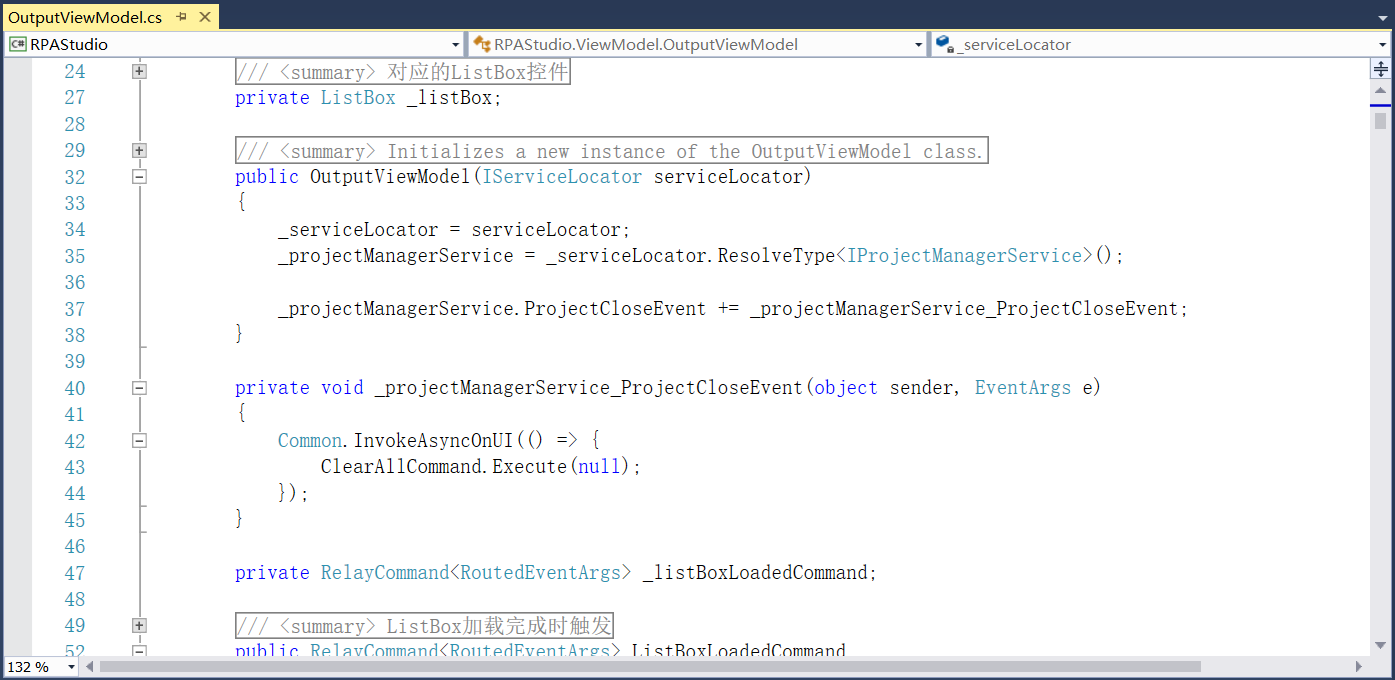 OutputViewModel.cs
C# RPAStudio RPAStudio.ViewModel.OutputViewModel _serviceLocator
24 /// <summary> 对应的ListBox控件
27 private ListBox _listBox;
28
29 /// <summary> Initializes a new instance of the OutputViewModel class.
32 public OutputViewModel(IServiceLocator serviceLocator)
33 {
34 _serviceLocator = serviceLocator;
35 _projectManagerService = _serviceLocator.ResolveType<IProjectManagerService>();
36
37 _projectManagerService.ProjectCloseEvent += _projectManagerService_ProjectCloseEvent;
38 }
39
40 private void _projectManagerService_ProjectCloseEvent(object sender, EventArgs e)
41 {
42 Common.InvokeAsyncOnUI(() => {
43 ClearAllCommand.Execute(null);
44 });
45 }
46
47 private RelayCommand<RoutedEventArgs> _listBoxLoadedCommand;
48
49 /// <summary> ListBox加载完成时触发
52 public RelayCommand<RoutedEventArgs> ListBoxLoadedCommand
132 %